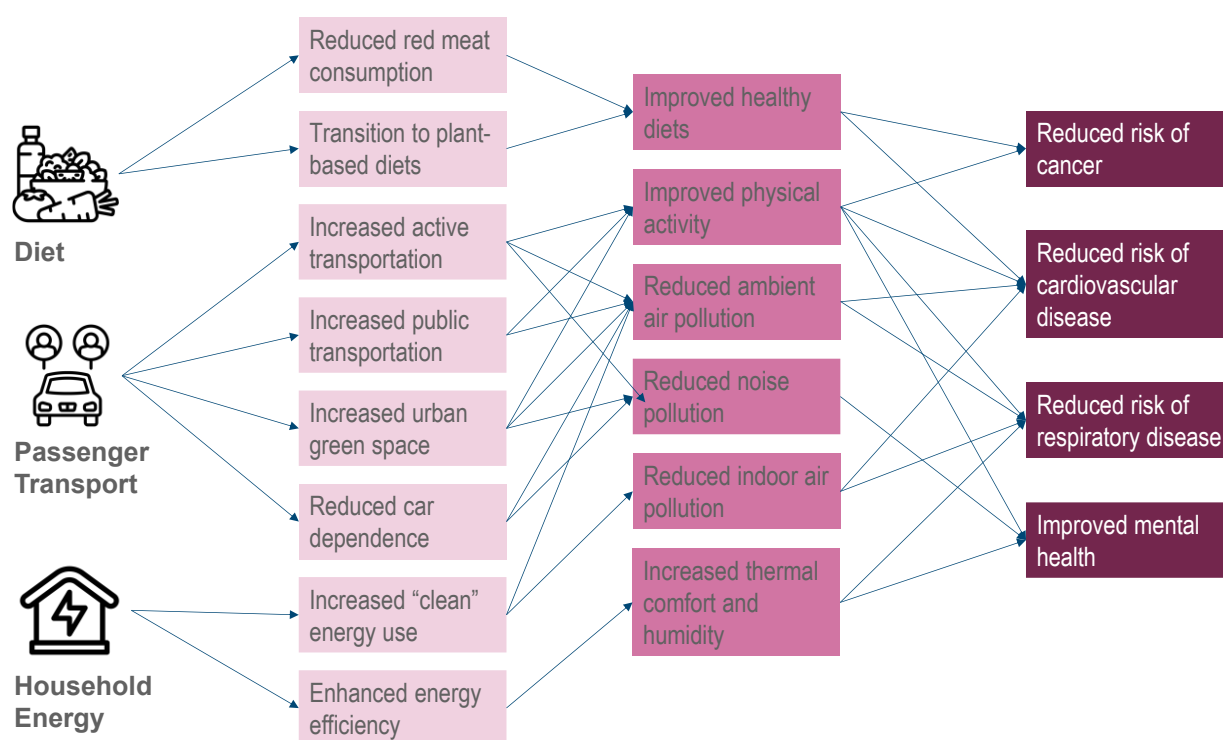 Diet
Passenger
Transport
Household
Energy
Reduced red meat
consumption
Transition to plant-
based diets
Increased active
transportation
Increased public
transportation
Increased urban
green space
Reduced car
dependence
Increased “clean”
energy use
Enhanced energy
efficiency
Improved healthy
diets
Improved physical
activity
Reduced ambient
air pollution
Reduced noise
pollution
Reduced indoor air
pollution
Increased thermal
comfort and
humidity
Reduced risk of
cancer
Reduced risk of
cardiovascular
disease
Reduced risk of
respiratory disease
Improved mental
health